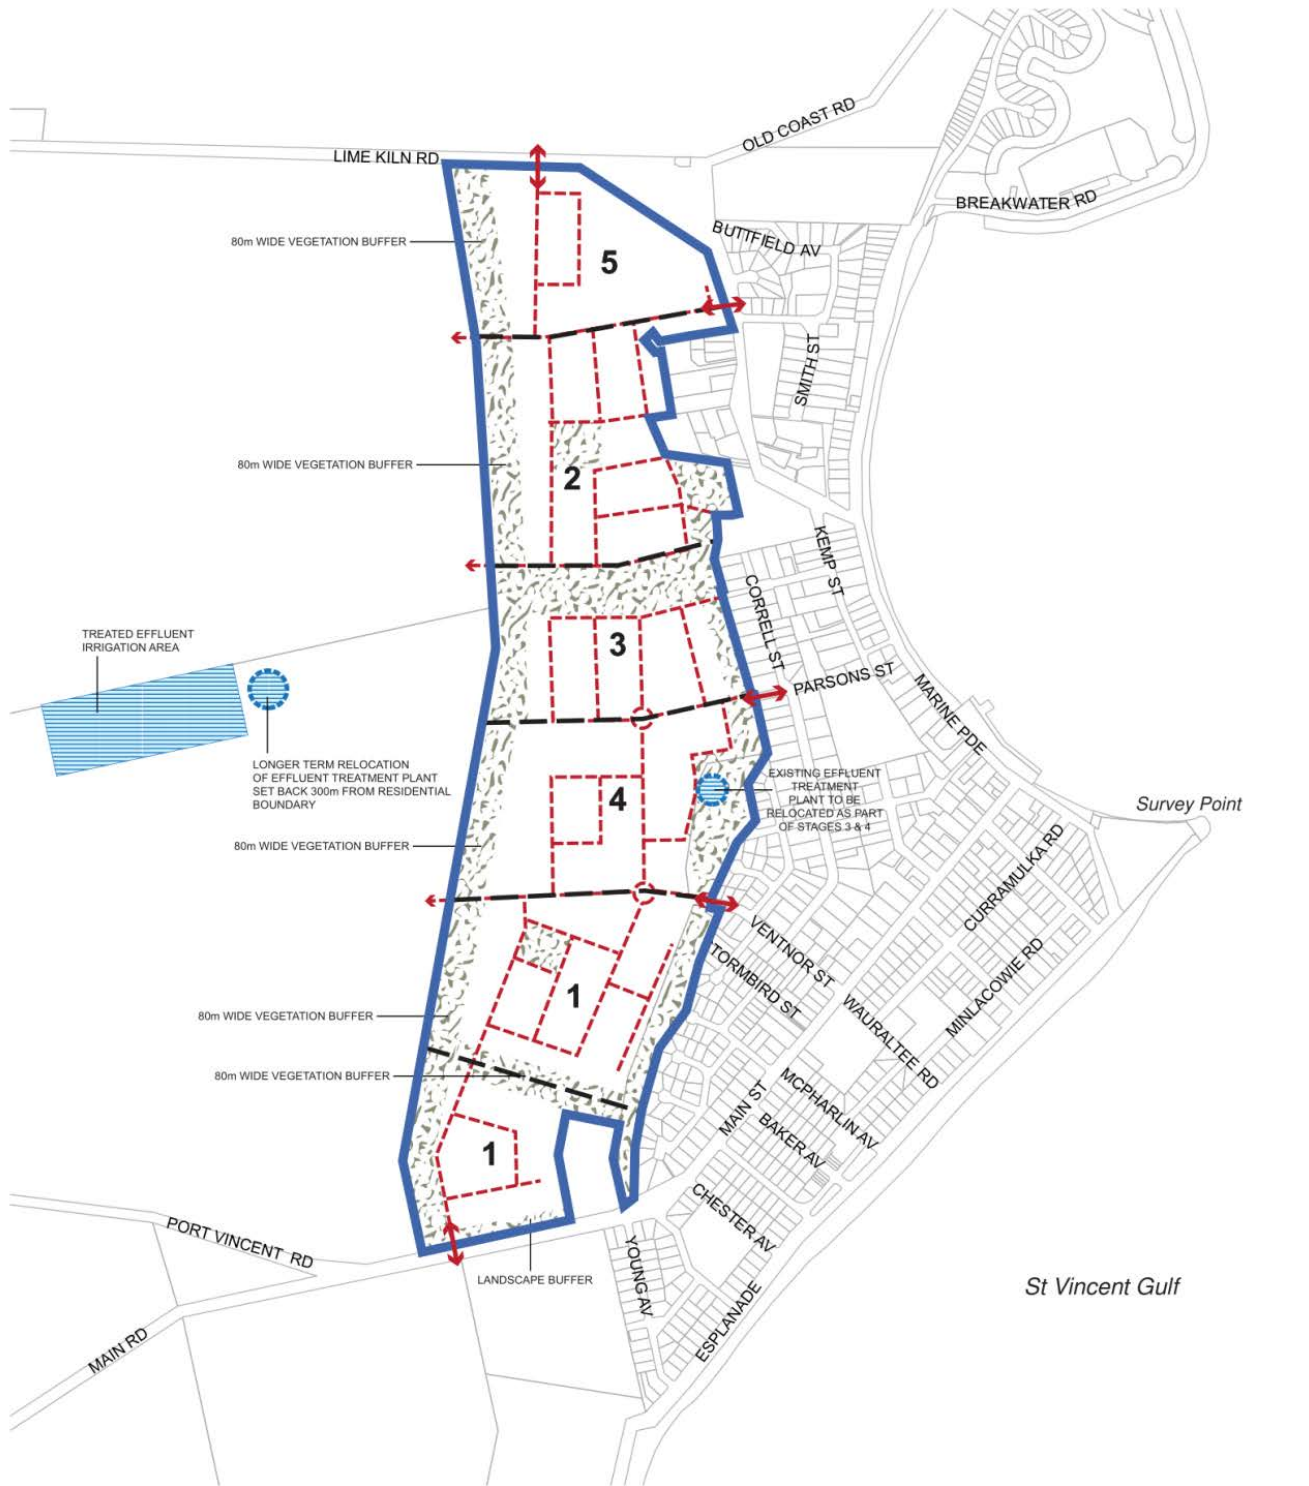 OLD COAST RD
LIME KILN RD
BREAKWATER RD
BUTTFIELD AV
80m WIDE VEGETATION BUFFER
5
SMITH ST
80m WIDE VEGETATION BUFFER
2
KEMP ST
CORRELL ST
TREATED EFFLUENT
IRRIGATION AREA
3
PARSONS ST
MARINE PDE
LONGER TERM RELOCATION
OF EFFLUENT TREATMENT PLANT
SET BACK 300m FROM RESIDENTIAL
BOUNDARY
4
EXISTING EFFLUENT
TREATMENT
PLANT TO BE
RELOCATED AS PART
OF STAGES 3 & 4
Survey Point
80m WIDE VEGETATION BUFFER
CURRAMULKA RD
VENTNOR ST
TORMBIRD ST
1
MINLACOWIE RD
80m WIDE VEGETATION BUFFER
WAURALTEE RD
80m WIDE VEGETATION BUFFER
MAIN ST
MCPHARLIN AV
BAKER AV
1
CHESTER AV
PORT VINCENT RD
YOUNG AV
LANDSCAPE BUFFER
ESPLANADE
St Vincent Gulf
MAIN RD